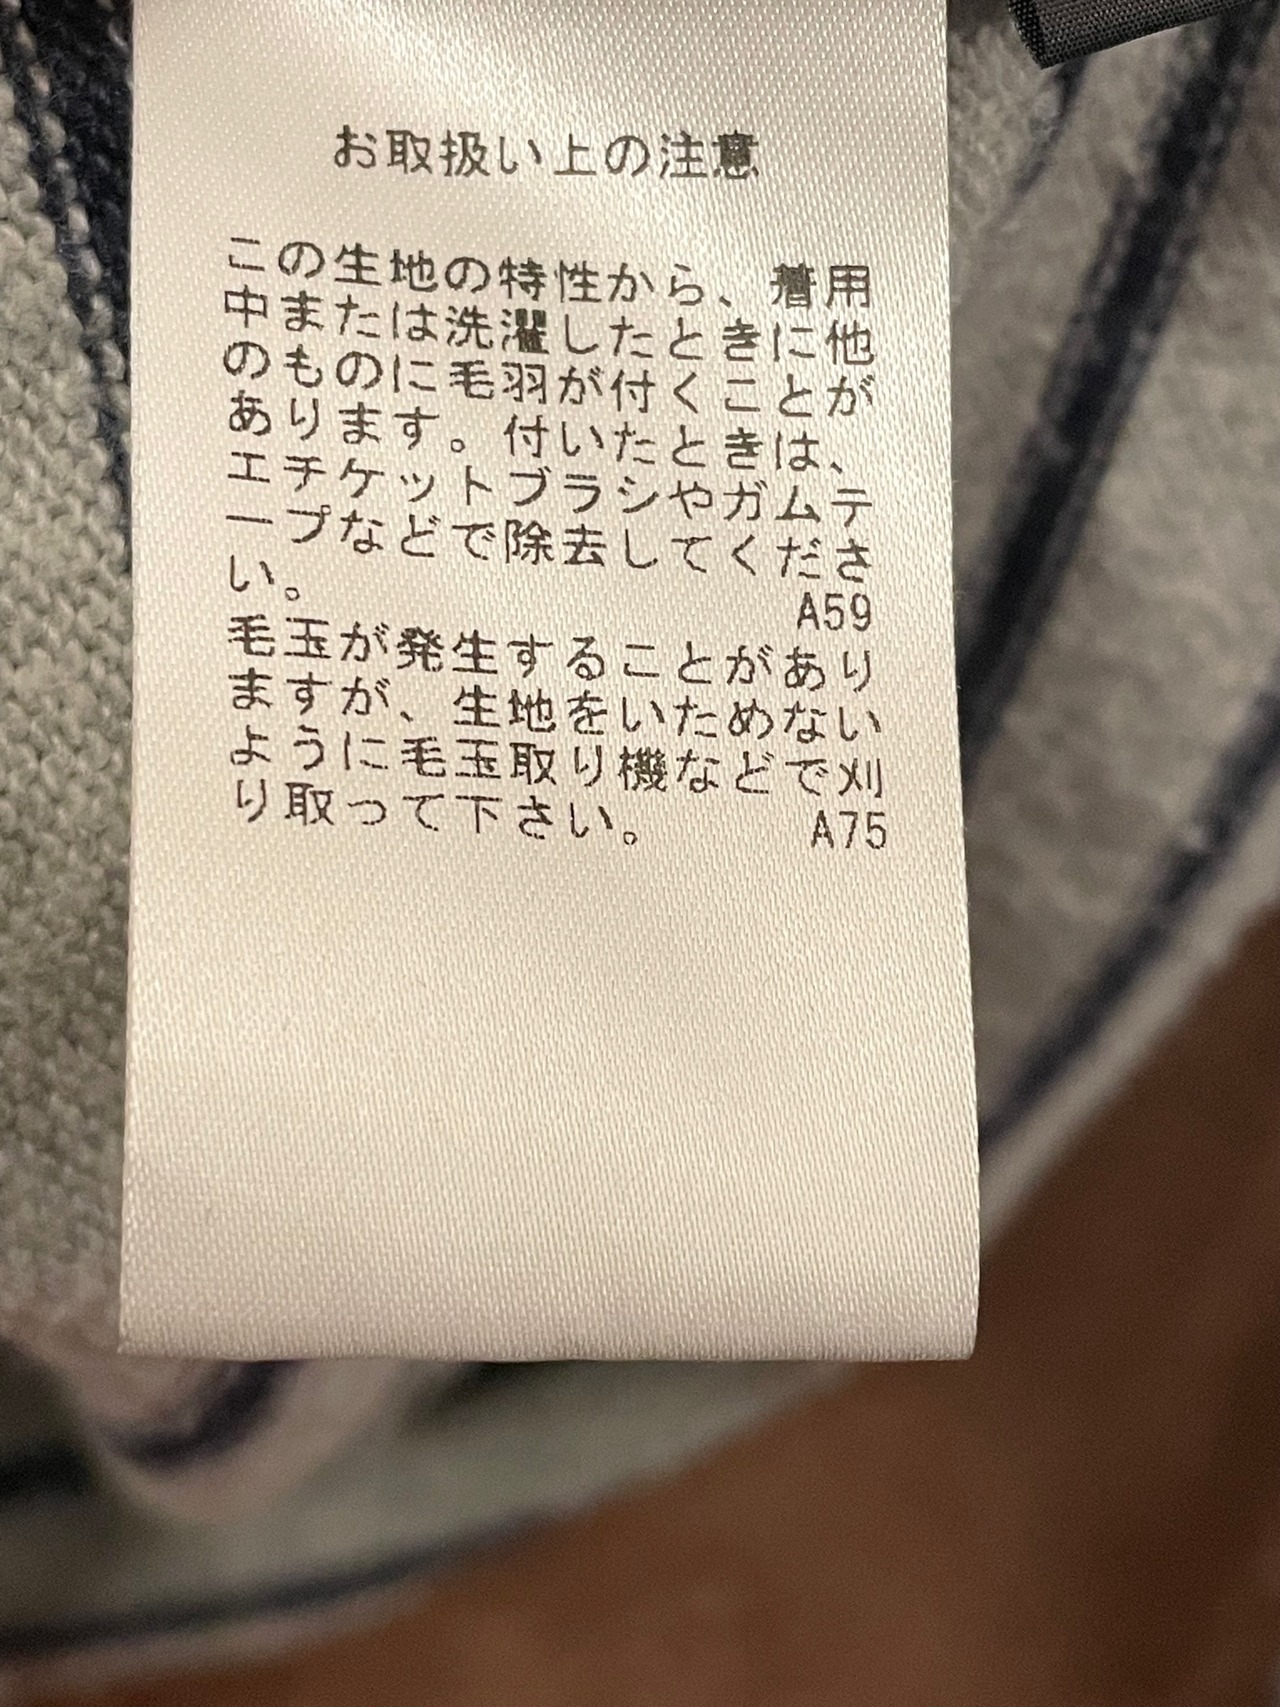 お取扱い上の注意
この生地の特性から、着用
中または洗濯したときに他
のものに毛羽が付くことが
あります。付いたときは、
エチケットブラシやガムテ
ープなどで除去してくださ
い。 A59
毛玉が発生することがあり
ますが、生地をいためない
ように毛玉取り機などで刈
り取って下さい。 A75